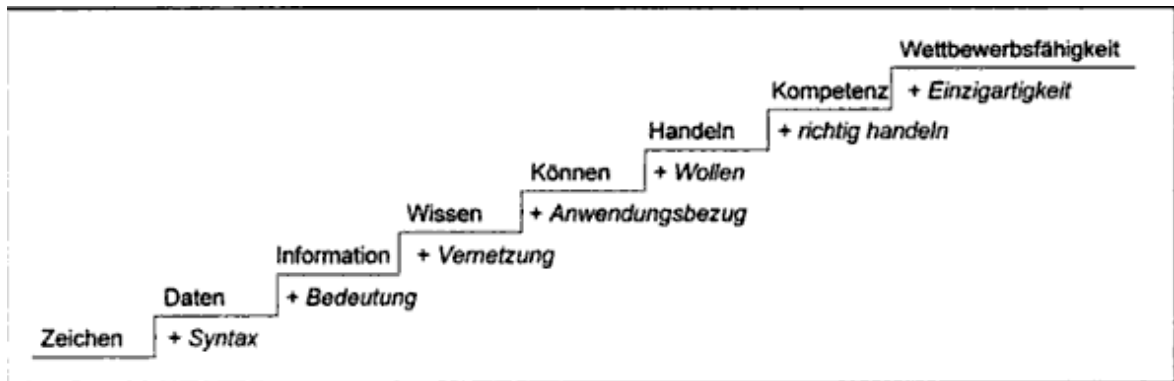 Wettbewerbsfähigkeit
Kompetenz + Einzigartigkeit
Handeln + richtig handeln
Können + Wollen
Wissen + Anwendungsbezug
Information + Vernetzung
Daten + Bedeutung
Zeichen + Syntax